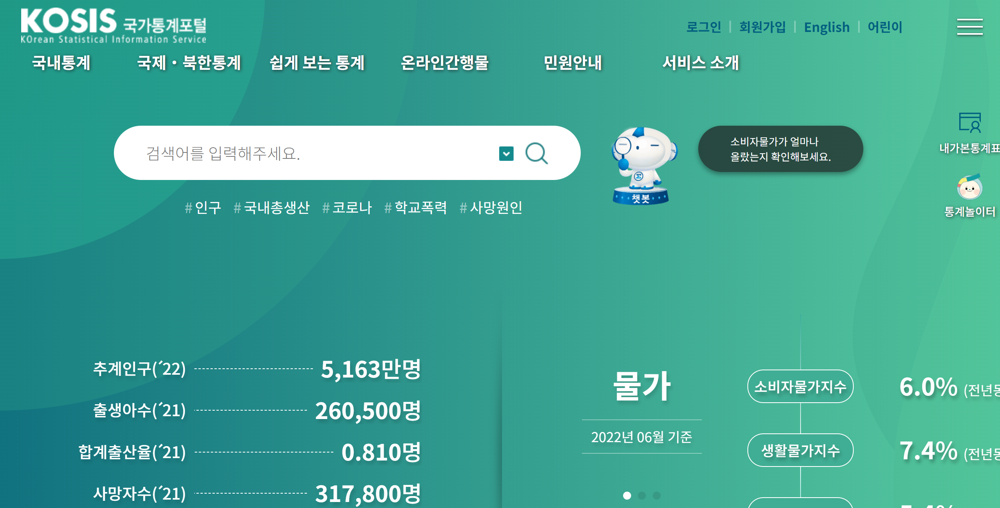 KOSIS 국가통계포털
KOrean Statistical Information Service
로그인 회원가입 English 어린이
국내통계 국제・북한통계 쉽게 보는 통계 온라인간행물 민원안내 서비스 소개
검색어를 입력해주세요.
소비자물가가 얼마나
올랐는지 확인해보세요.
챗봇
내가본통계표
통계놀이터
# 인구 # 국내총생산 # 코로나 # 학교폭력 # 사망원인
추계인구(´22) 5,163만명
출생아수(´21) 260,500명
합계출산율(´21) 0.810명
사망자수(´21) 317,800명
물가
2022년 06월 기준
소비자물가지수 6.0% (전년동
생활물가지수 7.4% (전년동